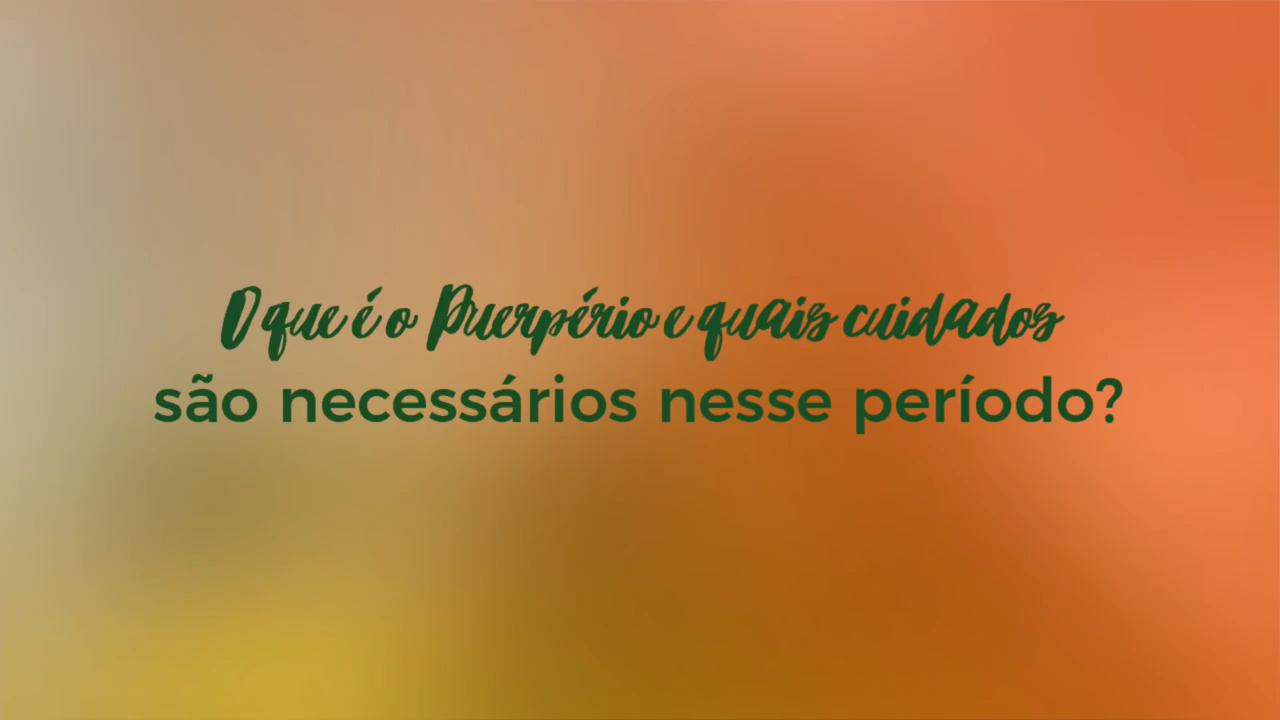 O que é o Puerpério e quais cuidados
são necessários nesse período?